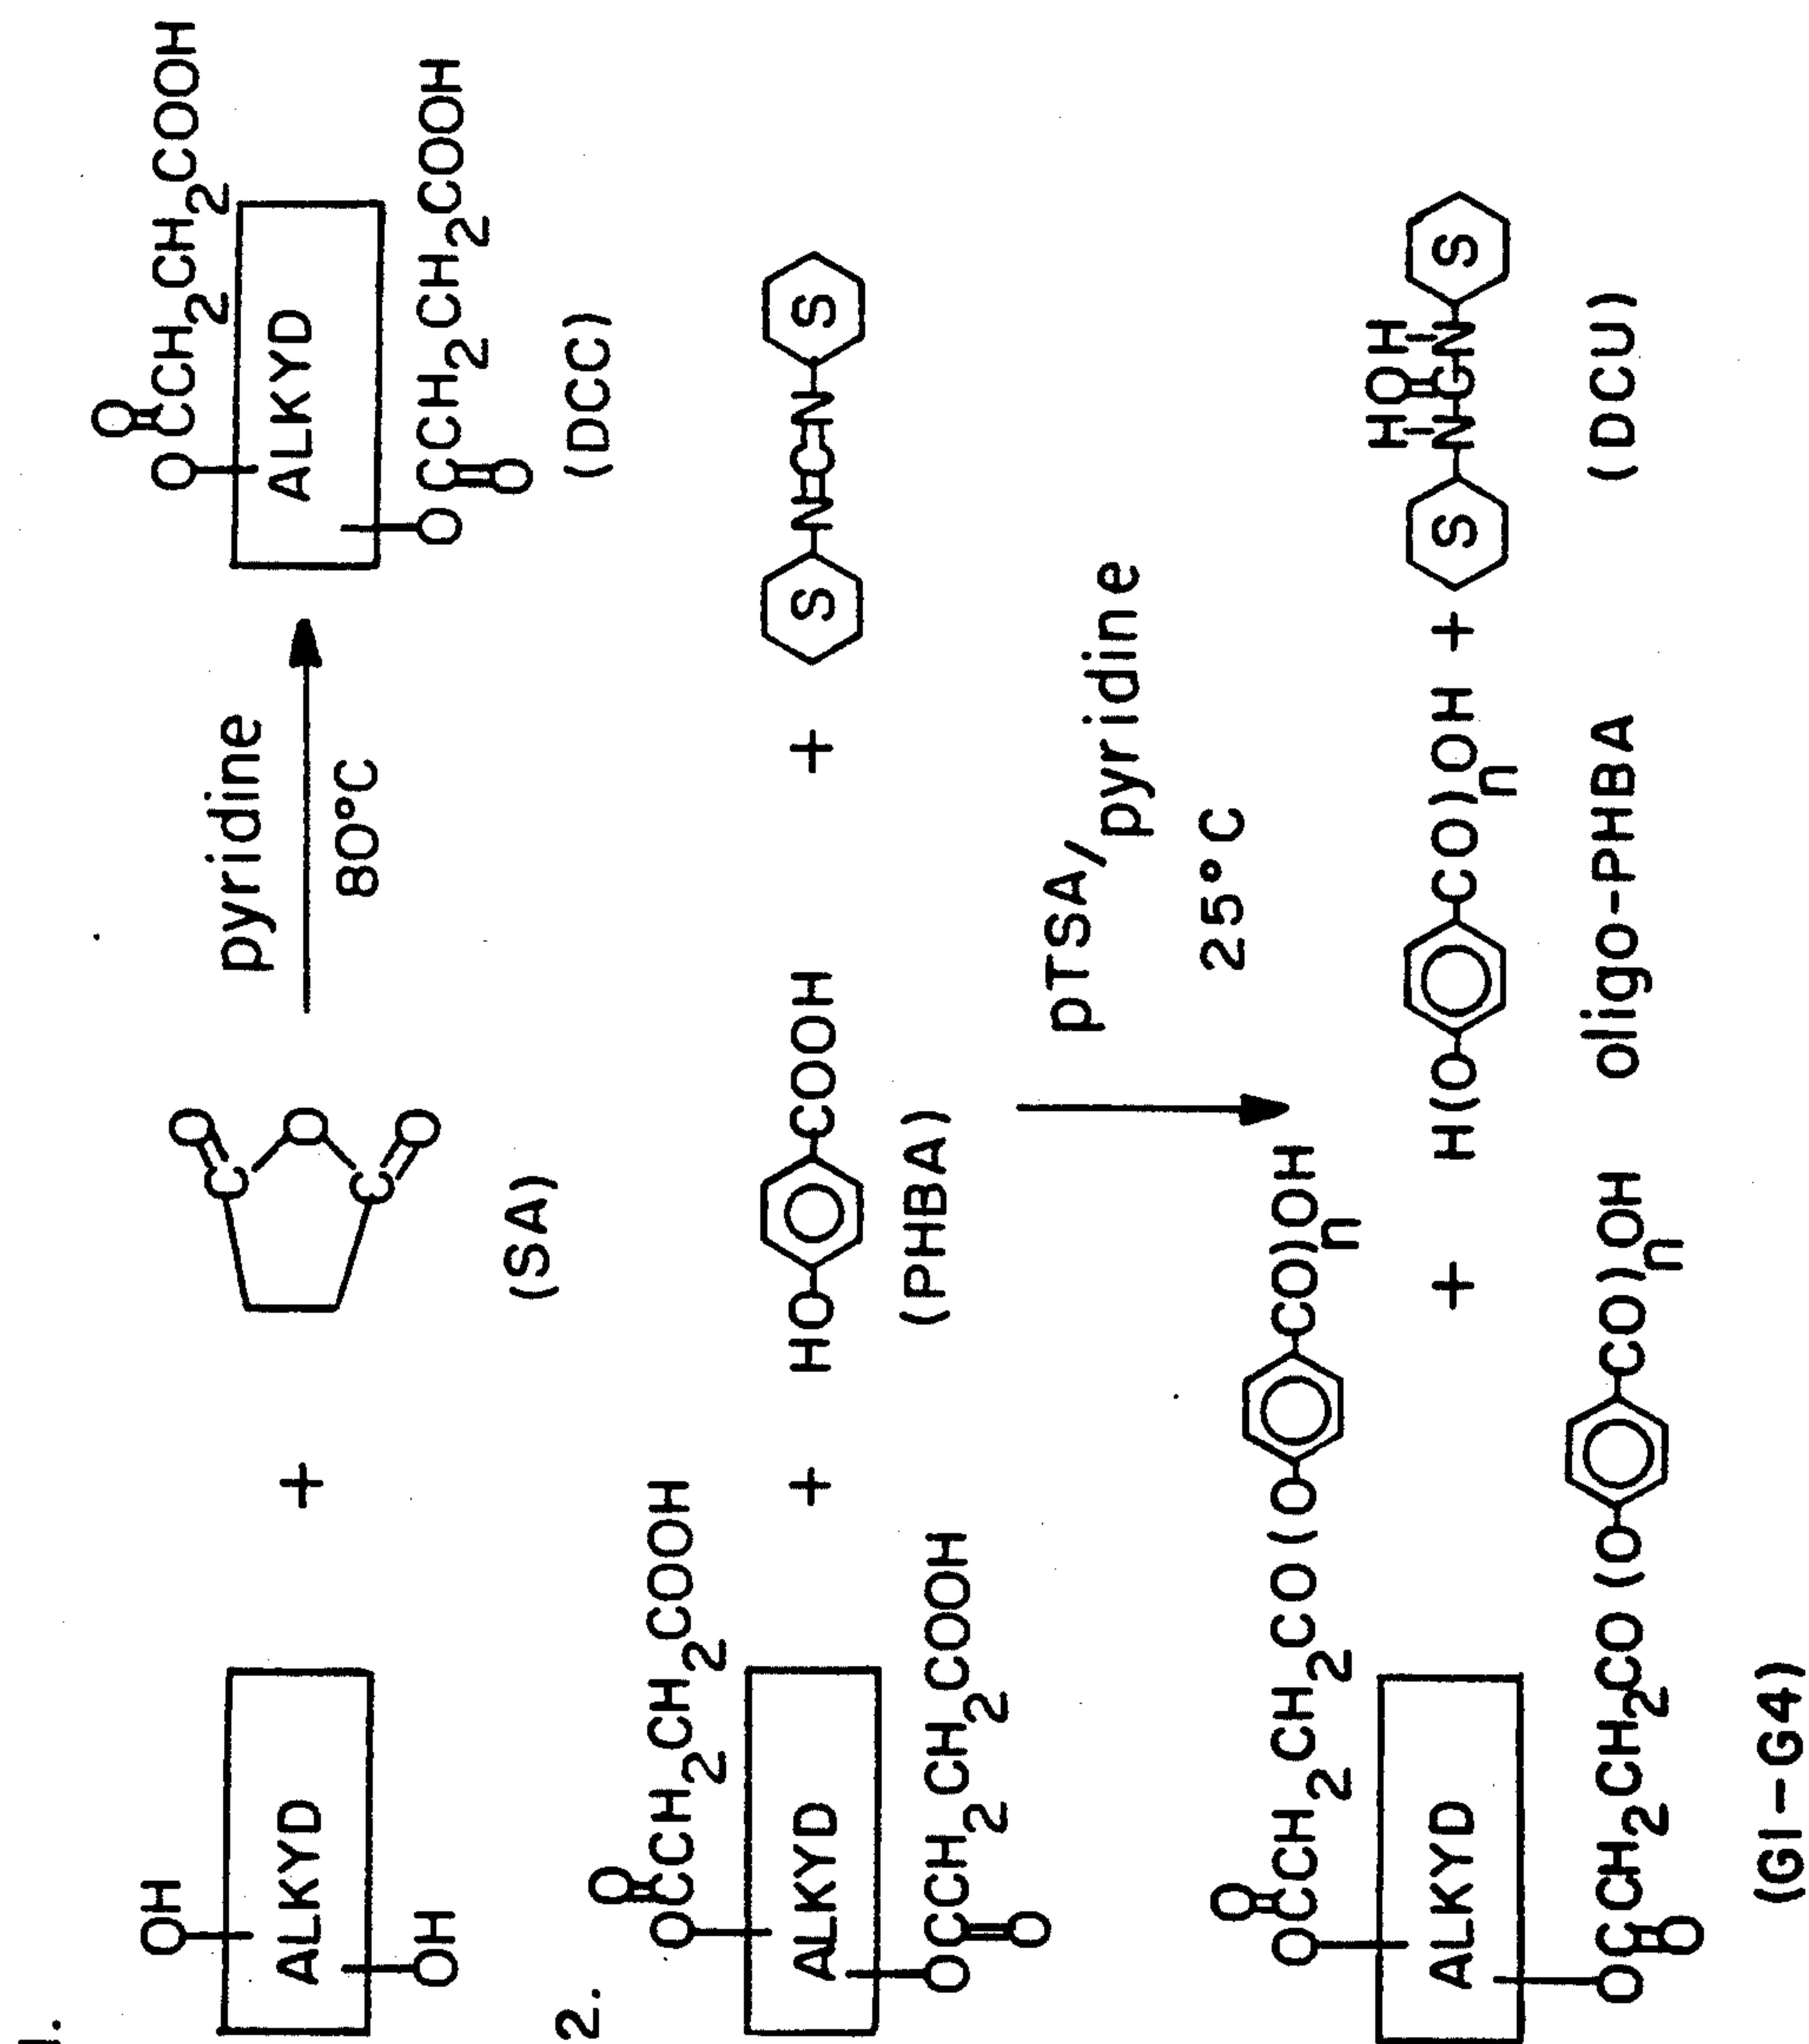 1.
OH
ALKYD
OH
+
O
C
O
C
O
(SA)
pyridine
80°C
O
OCCH2CH2COOH
ALKYD
OCCH2CH2COOH
O
2.
O
OCCH2CH2COOH
ALKYD
OCCH2CH2COOH
O
+
HO COOH
(PHBA)
+
(DCC)
S N=C=N S
pTSA/pyridine
25°C
O
OCCH2CH2CO(O CO)nOH
ALKYD
OCCH2CH2CO(O CO)nOH
O
(G1-G4)
+
H(O CO)nOH
oligo-PHBA
+
HOH
S NCN S
(DCU)